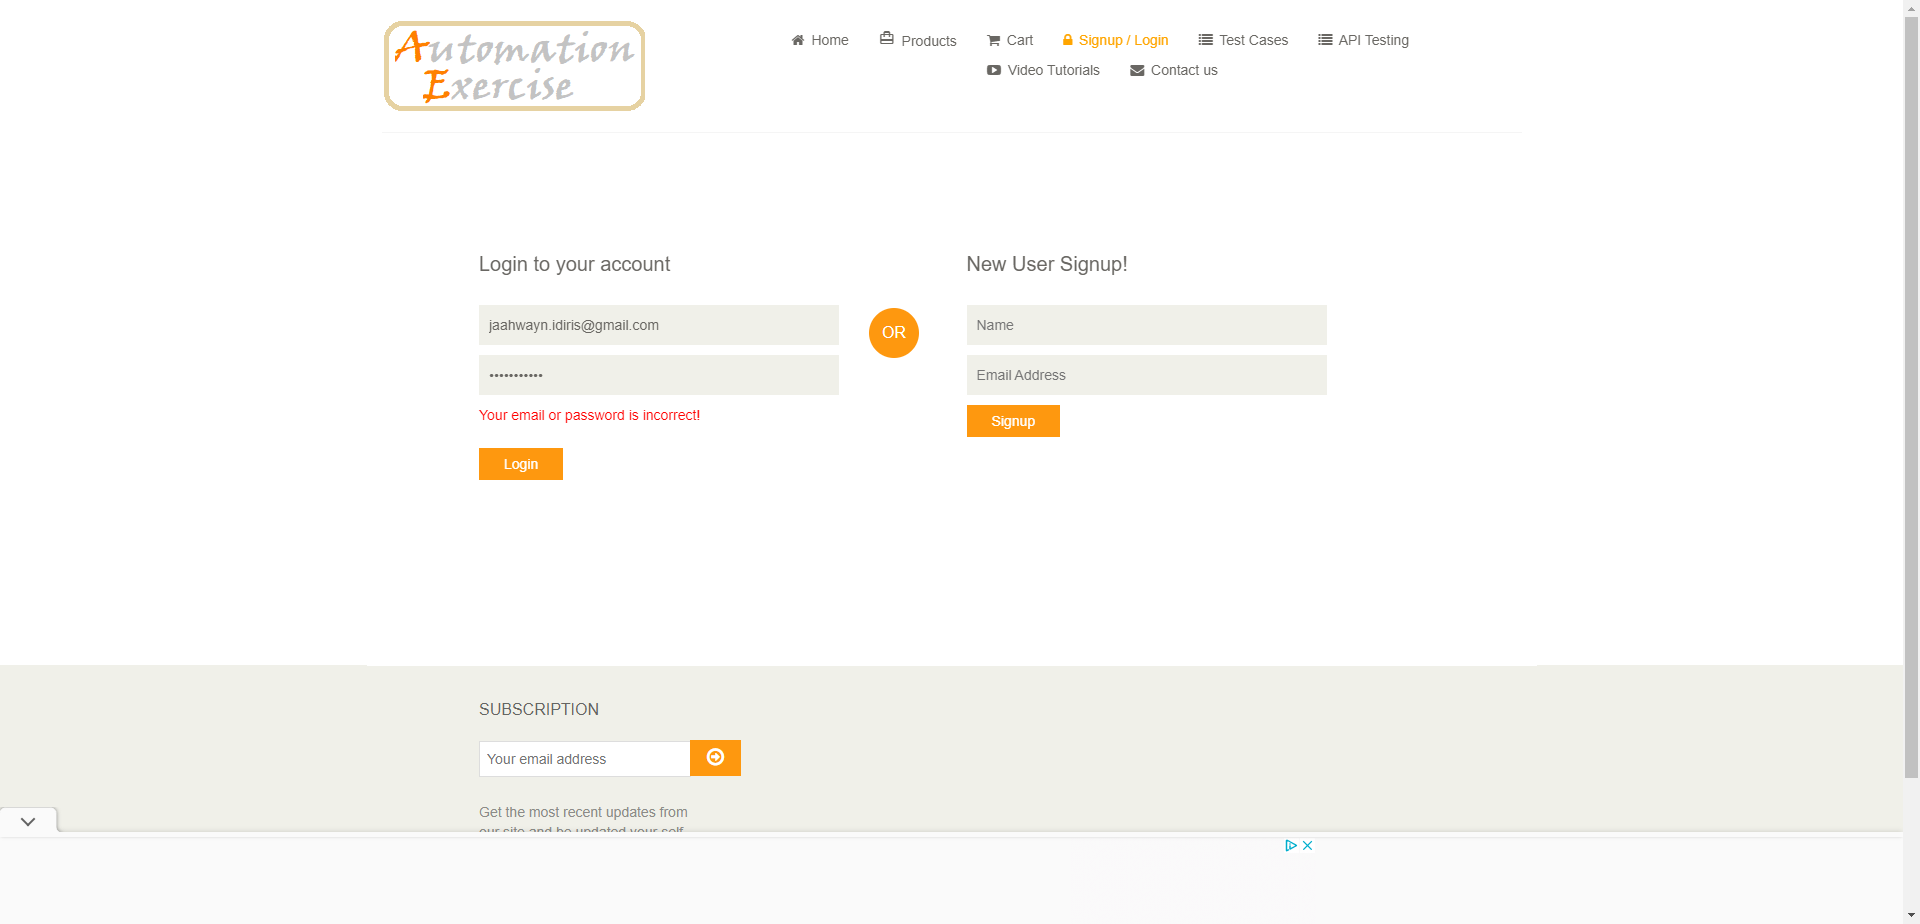 Automation
Exercise
Home
Products
Cart
Signup / Login
Test Cases
API Testing
Video Tutorials
Contact us
Login to your account
New User Signup!
jaahwayn.idiris@gmail.com
OR
Name
•••••••••••
Email Address
Your email or password is incorrect!
Signup
Login
SUBSCRIPTION
Your email address
Get the most recent updates from
our site and be updated your self